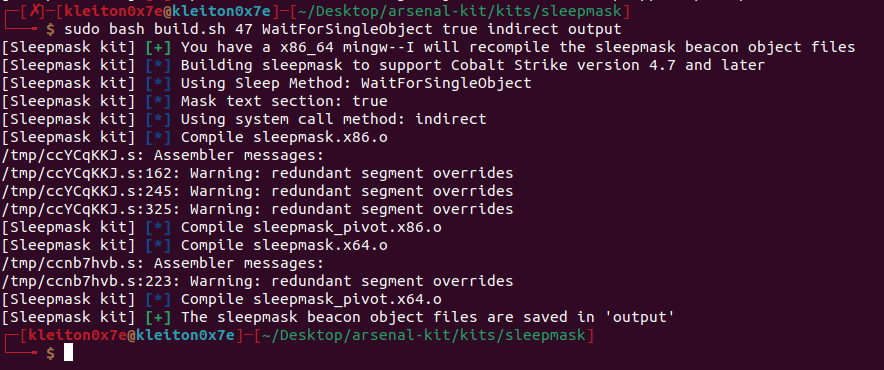 ┌─[✗]─[kleiton0x7e@kleiton0x7e]─[~/Desktop/arsenal-kit/kits/sleepmask]
└──╼ $ sudo bash build.sh 47 WaitForSingleObject true indirect output
[Sleepmask kit] [+] You have a x86_64 mingw--I will recompile the sleepmask beacon object files
[Sleepmask kit] [*] Building sleepmask to support Cobalt Strike version 4.7 and later
[Sleepmask kit] [*] Using Sleep Method: WaitForSingleObject
[Sleepmask kit] [*] Mask text section: true
[Sleepmask kit] [*] Using system call method: indirect
[Sleepmask kit] [*] Compile sleepmask.x86.o
/tmp/ccYCqKKJ.s: Assembler messages:
/tmp/ccYCqKKJ.s:162: Warning: redundant segment overrides
/tmp/ccYCqKKJ.s:245: Warning: redundant segment overrides
/tmp/ccYCqKKJ.s:325: Warning: redundant segment overrides
[Sleepmask kit] [*] Compile sleepmask_pivot.x86.o
[Sleepmask kit] [*] Compile sleepmask.x64.o
/tmp/ccnb7hvb.s: Assembler messages:
/tmp/ccnb7hvb.s:223: Warning: redundant segment overrides
[Sleepmask kit] [*] Compile sleepmask_pivot.x64.o
[Sleepmask kit] [+] The sleepmask beacon object files are saved in 'output'
┌─[kleiton0x7e@kleiton0x7e]─[~/Desktop/arsenal-kit/kits/sleepmask]
└──╼ $